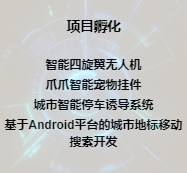 项目孵化
智能四旋翼无人机
爪爪智能宠物挂件
城市智能停车诱导系统
基于Android平台的城市地标移动
搜索开发